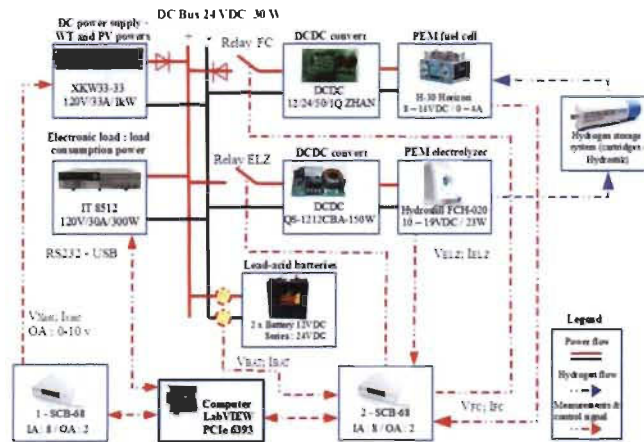 DC Bus 24 VDC 30 W
DC power supply -
WT and PV powers
XKW33-33
120V/33A/1kW
Relay FC
DCDC convert
DCDC
12/24/50/1Q ZHAN
PEM fuel cell
H-30 Horizon
8 - 14VDC / 0 - 4A
Hydrogen storage
system (cartridges
Hydrostik)
Electronic load : load
consumption power
IT 8512
120V/30A/300W
Relay ELZ
DCDC convert
DCDC
QS-1212CBA-150W
PEM electrolyzer
Hydrofill FCH-020
10 - 19VDC / 23W
RS232 - USB
VELZ; IELZ
Lead-acid batteries
2 x Battery 12VDC
Series : 24VDC
OA : 0-10 v
VBAT; IBAT
VFC; IFC
Legend
Power flow
Hydrogen flow
Measurements &
control signal
1 - SCB-68
IA : 8 / OA : 2
Computer
LabVIEW
PCIe 6393
2 - SCB-68
IA : 8 / OA : 2